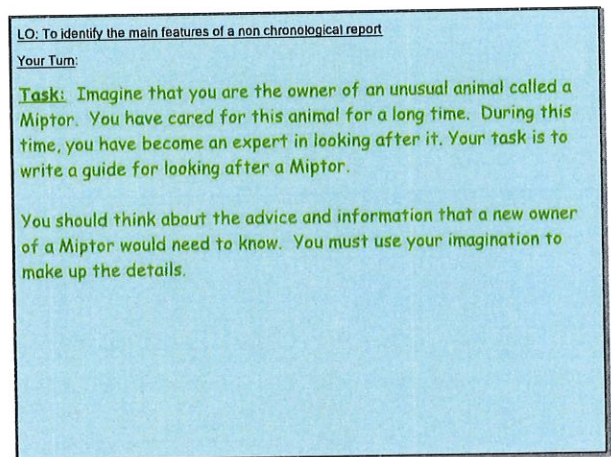 LO: To identify the main features of a non chronological report
Your Turn:
Task: Imagine that you are the owner of an unusual animal called a
Miptor. You have cared for this animal for a long time. During this
time, you have become an expert in looking after it. Your task is to
write a guide for looking after a Miptor.
You should think about the advice and information that a new owner
of a Miptor would need to know. You must use your imagination to
make up the details.